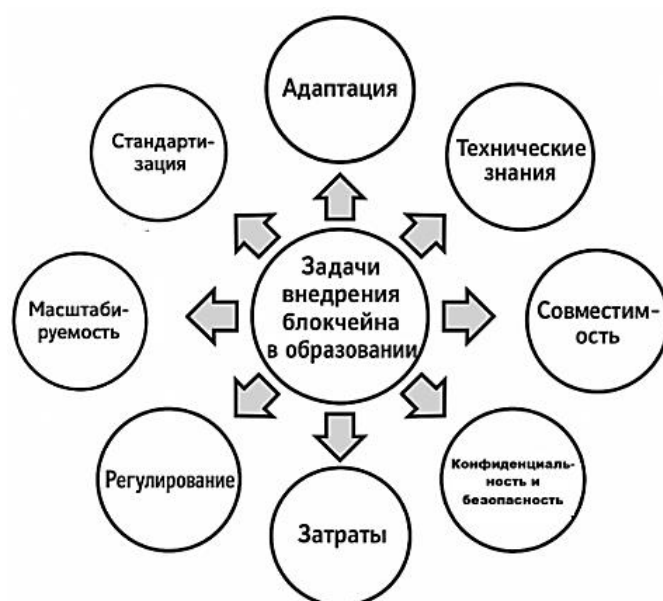 Адаптация
Технические
знания
Совместим-
ость
Конфиденциаль-
ность и
безопасность
Затраты
Регулирование
Масштаби-
руемость
Стандарти-
зация
Задачи
внедрения
блокчейна
в образовании